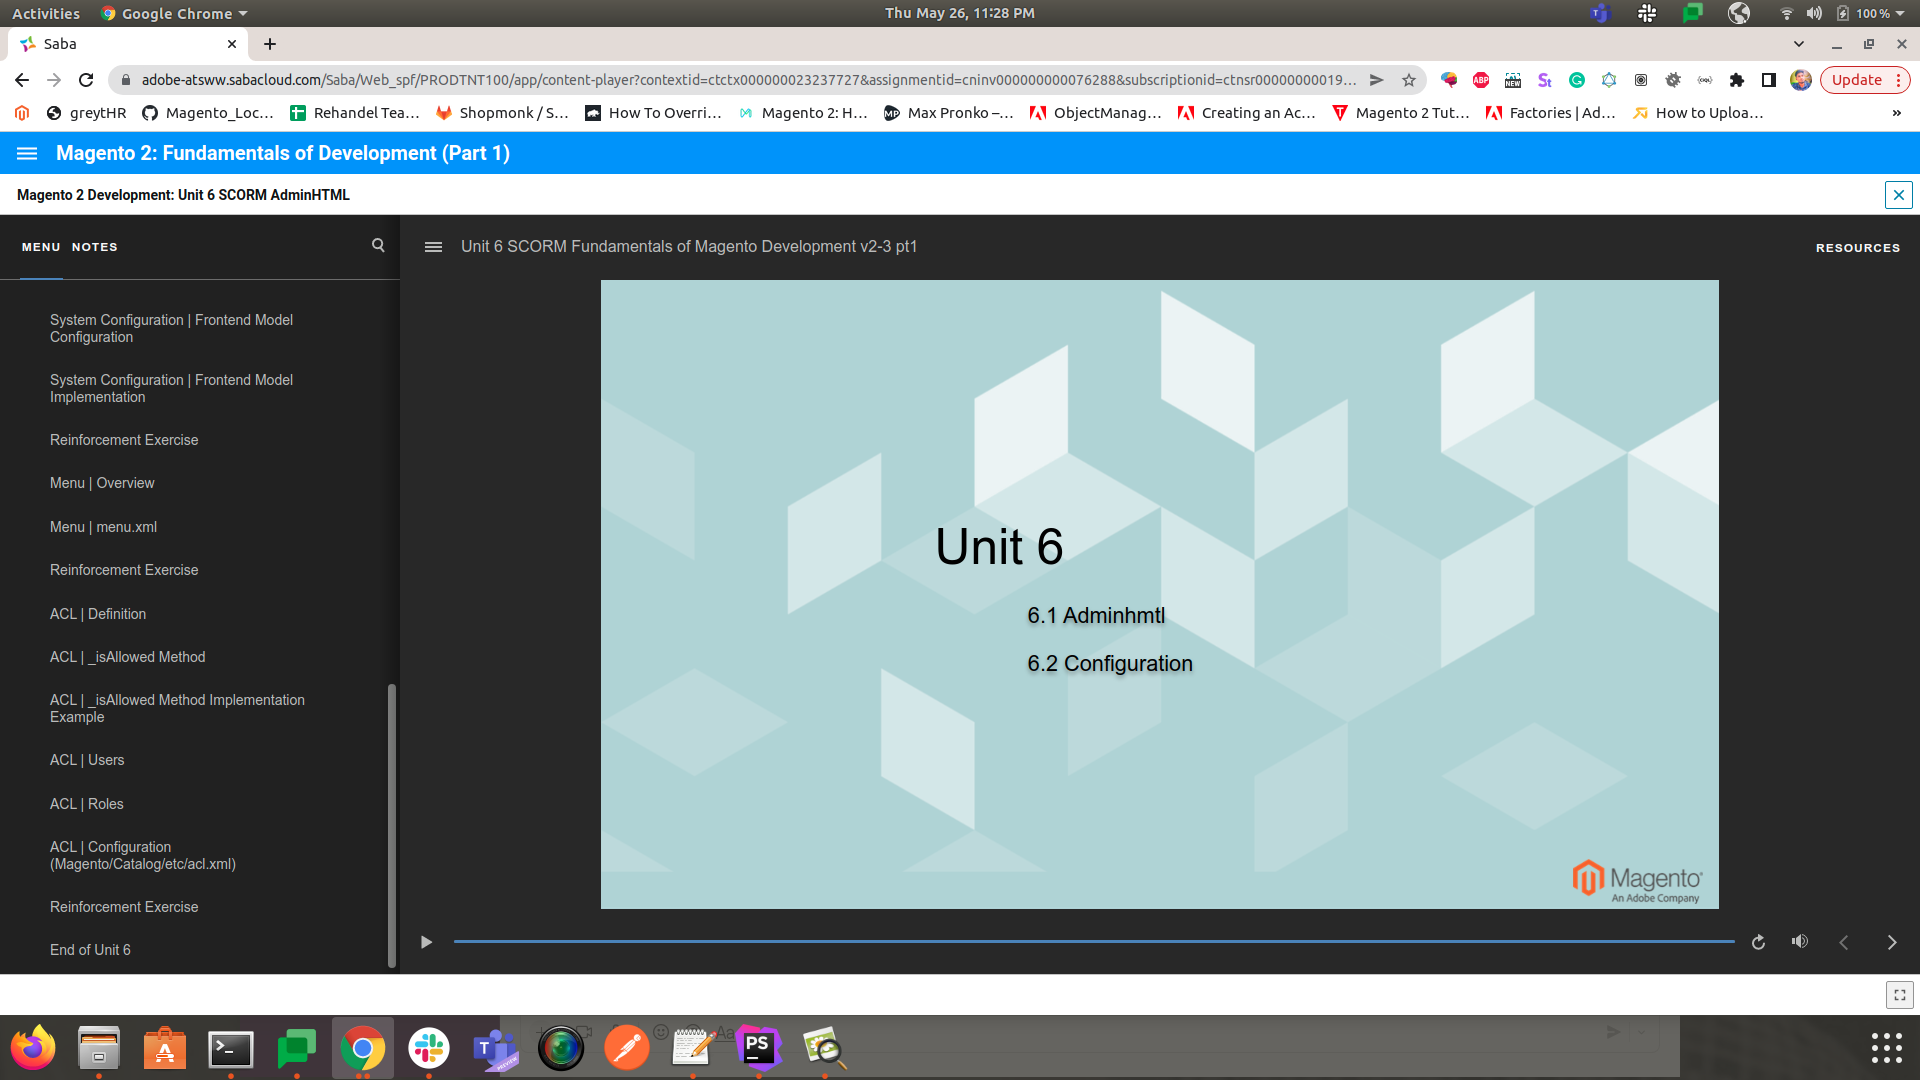 Activities Google Chrome Thu May 26, 11:28 PM 100 %
Saba
adobe-atsww.sabacloud.com/Saba/Web_spf/PRODTNT100/app/content-player?contextid=ctctx000000023237727&assignmentid=cninv000000000076288&subscriptionid=ctnsr00000000019... ABP NEW St Update
greytHR Magento_Loc... Rehandel Tea... Shopmonk / S... How To Overri... Magento 2: H... MP Max Pronko –... ObjectManag... Creating an Ac... Magento 2 Tut... Factories | Ad... How to Uploa... »
Magento 2: Fundamentals of Development (Part 1)
Magento 2 Development: Unit 6 SCORM AdminHTML
MENU NOTES
Unit 6 SCORM Fundamentals of Magento Development v2-3 pt1
RESOURCES
System Configuration | Frontend Model
Configuration
System Configuration | Frontend Model
Implementation
Reinforcement Exercise
Menu | Overview
Menu | menu.xml
Reinforcement Exercise
ACL | Definition
ACL | _isAllowed Method
ACL | _isAllowed Method Implementation
Example
ACL | Users
ACL | Roles
ACL | Configuration
(Magento/Catalog/etc/acl.xml)
Reinforcement Exercise
End of Unit 6
Unit 6
6.1 Adminhmtl
6.2 Configuration
Magento
An Adobe Company
PS
Aa